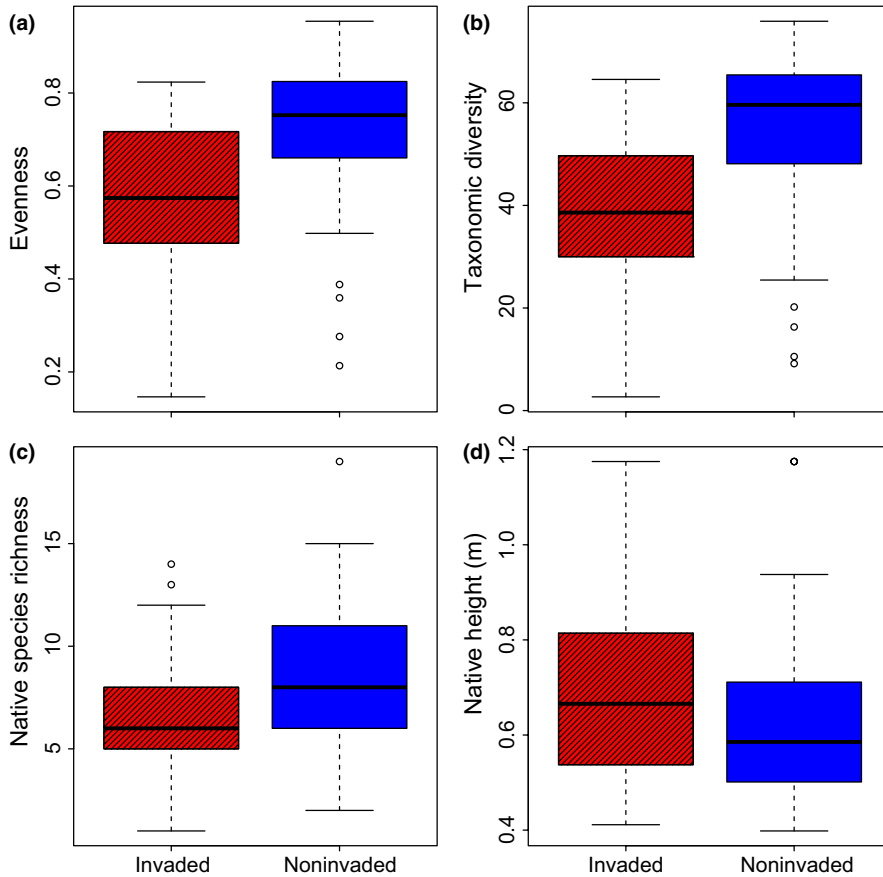 (a)
Evenness
0.8
0.6
0.4
0.2
(b)
Taxonomic diversity
60
40
20
0
(c)
Native species richness
15
10
5
Invaded
Noninvaded
(d)
Native height (m)
1.2
1.0
0.8
0.6
0.4
Invaded
Noninvaded